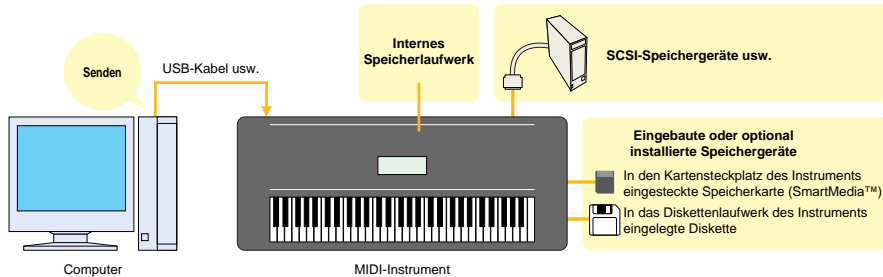 Senden
USB-Kabel usw.
Internes
Speicherlaufwerk
SCSI-Speichergeräte usw.
Eingebaute oder optional
installierte Speichergeräte
In den Kartensteckplatz des Instruments
eingesteckte Speicherkarte (SmartMedia™)
In das Diskettenlaufwerk des Instruments
eingelegte Diskette
Computer
MIDI-Instrument